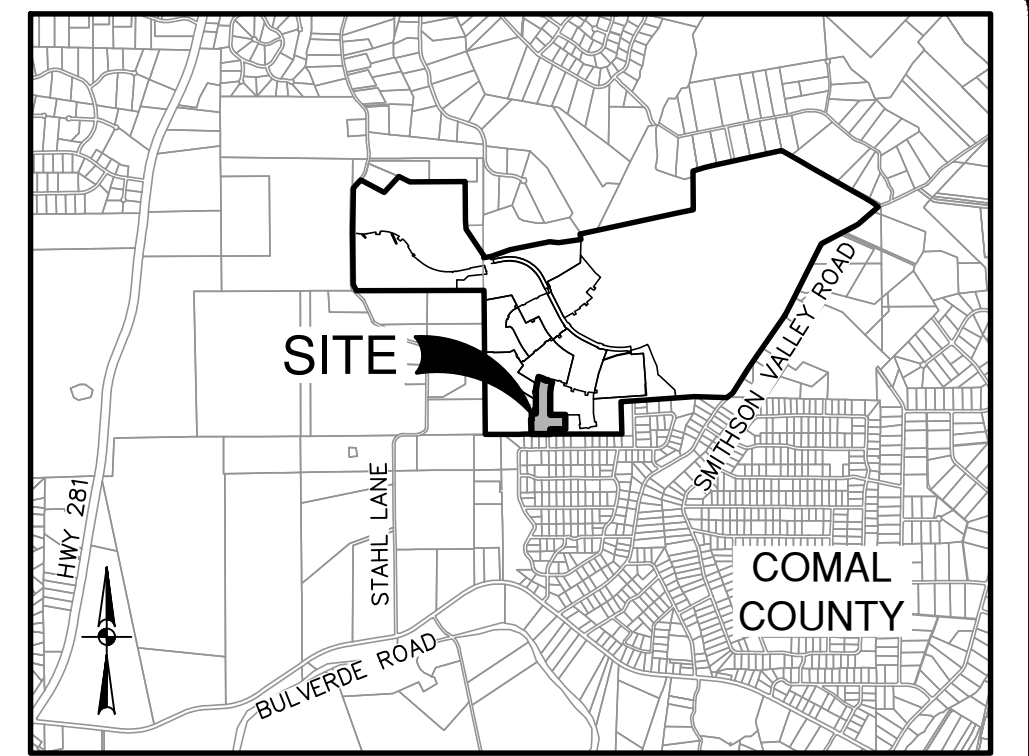 SITE
SMITHSON VALLEY ROAD
HWY 281
STAHL LANE
COMAL
COUNTY
BULVERDE ROAD